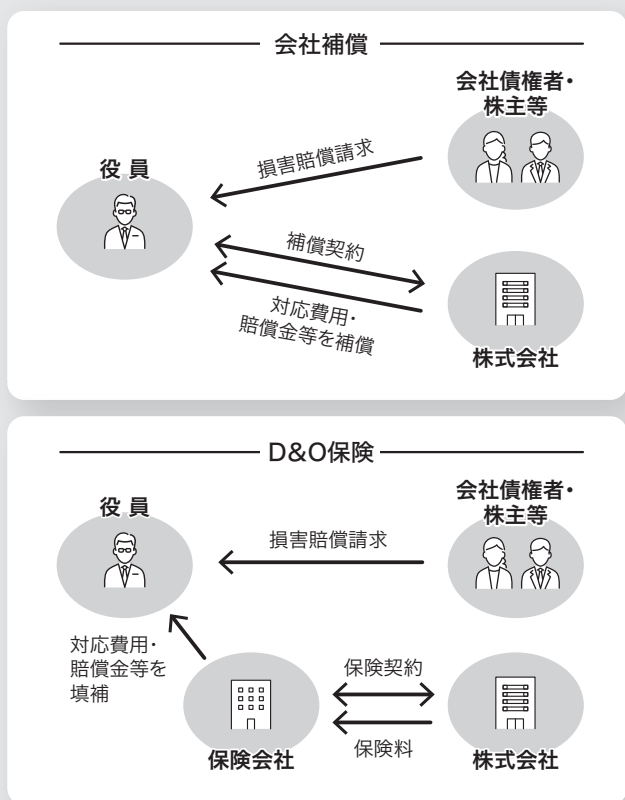 会社補償
会社債権者・
株主等
役 員
損害賠償請求
補償契約
対応費用・
賠償金等を補償
株式会社
D&O保険
会社債権者・
株主等
役 員
損害賠償請求
対応費用・
賠償金等を
填補
保険契約
保険料
保険会社
株式会社